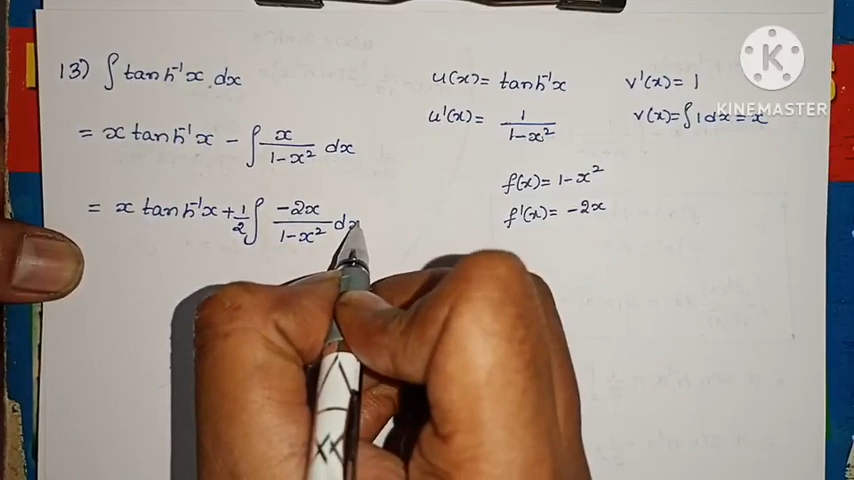 13) ∫ tanh⁻¹x dx
u(x) = tanh⁻¹x
v'(x) = 1
= x tanh⁻¹x − ∫ x/(1−x²) dx
u'(x) = 1/(1−x²)
v(x) = ∫ 1 dx = x
f(x) = 1−x²
= x tanh⁻¹x + 1/2 ∫ −2x/(1−x²) dx
f'(x) = −2x
K
KINEMASTER